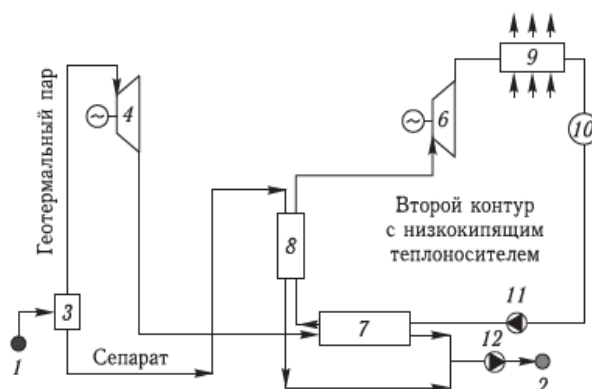 9
4
6
10
Геотермальный пар
Второй контур
с низкокипящим
теплоносителем
8
3
7
11
12
1
Сепарат
2